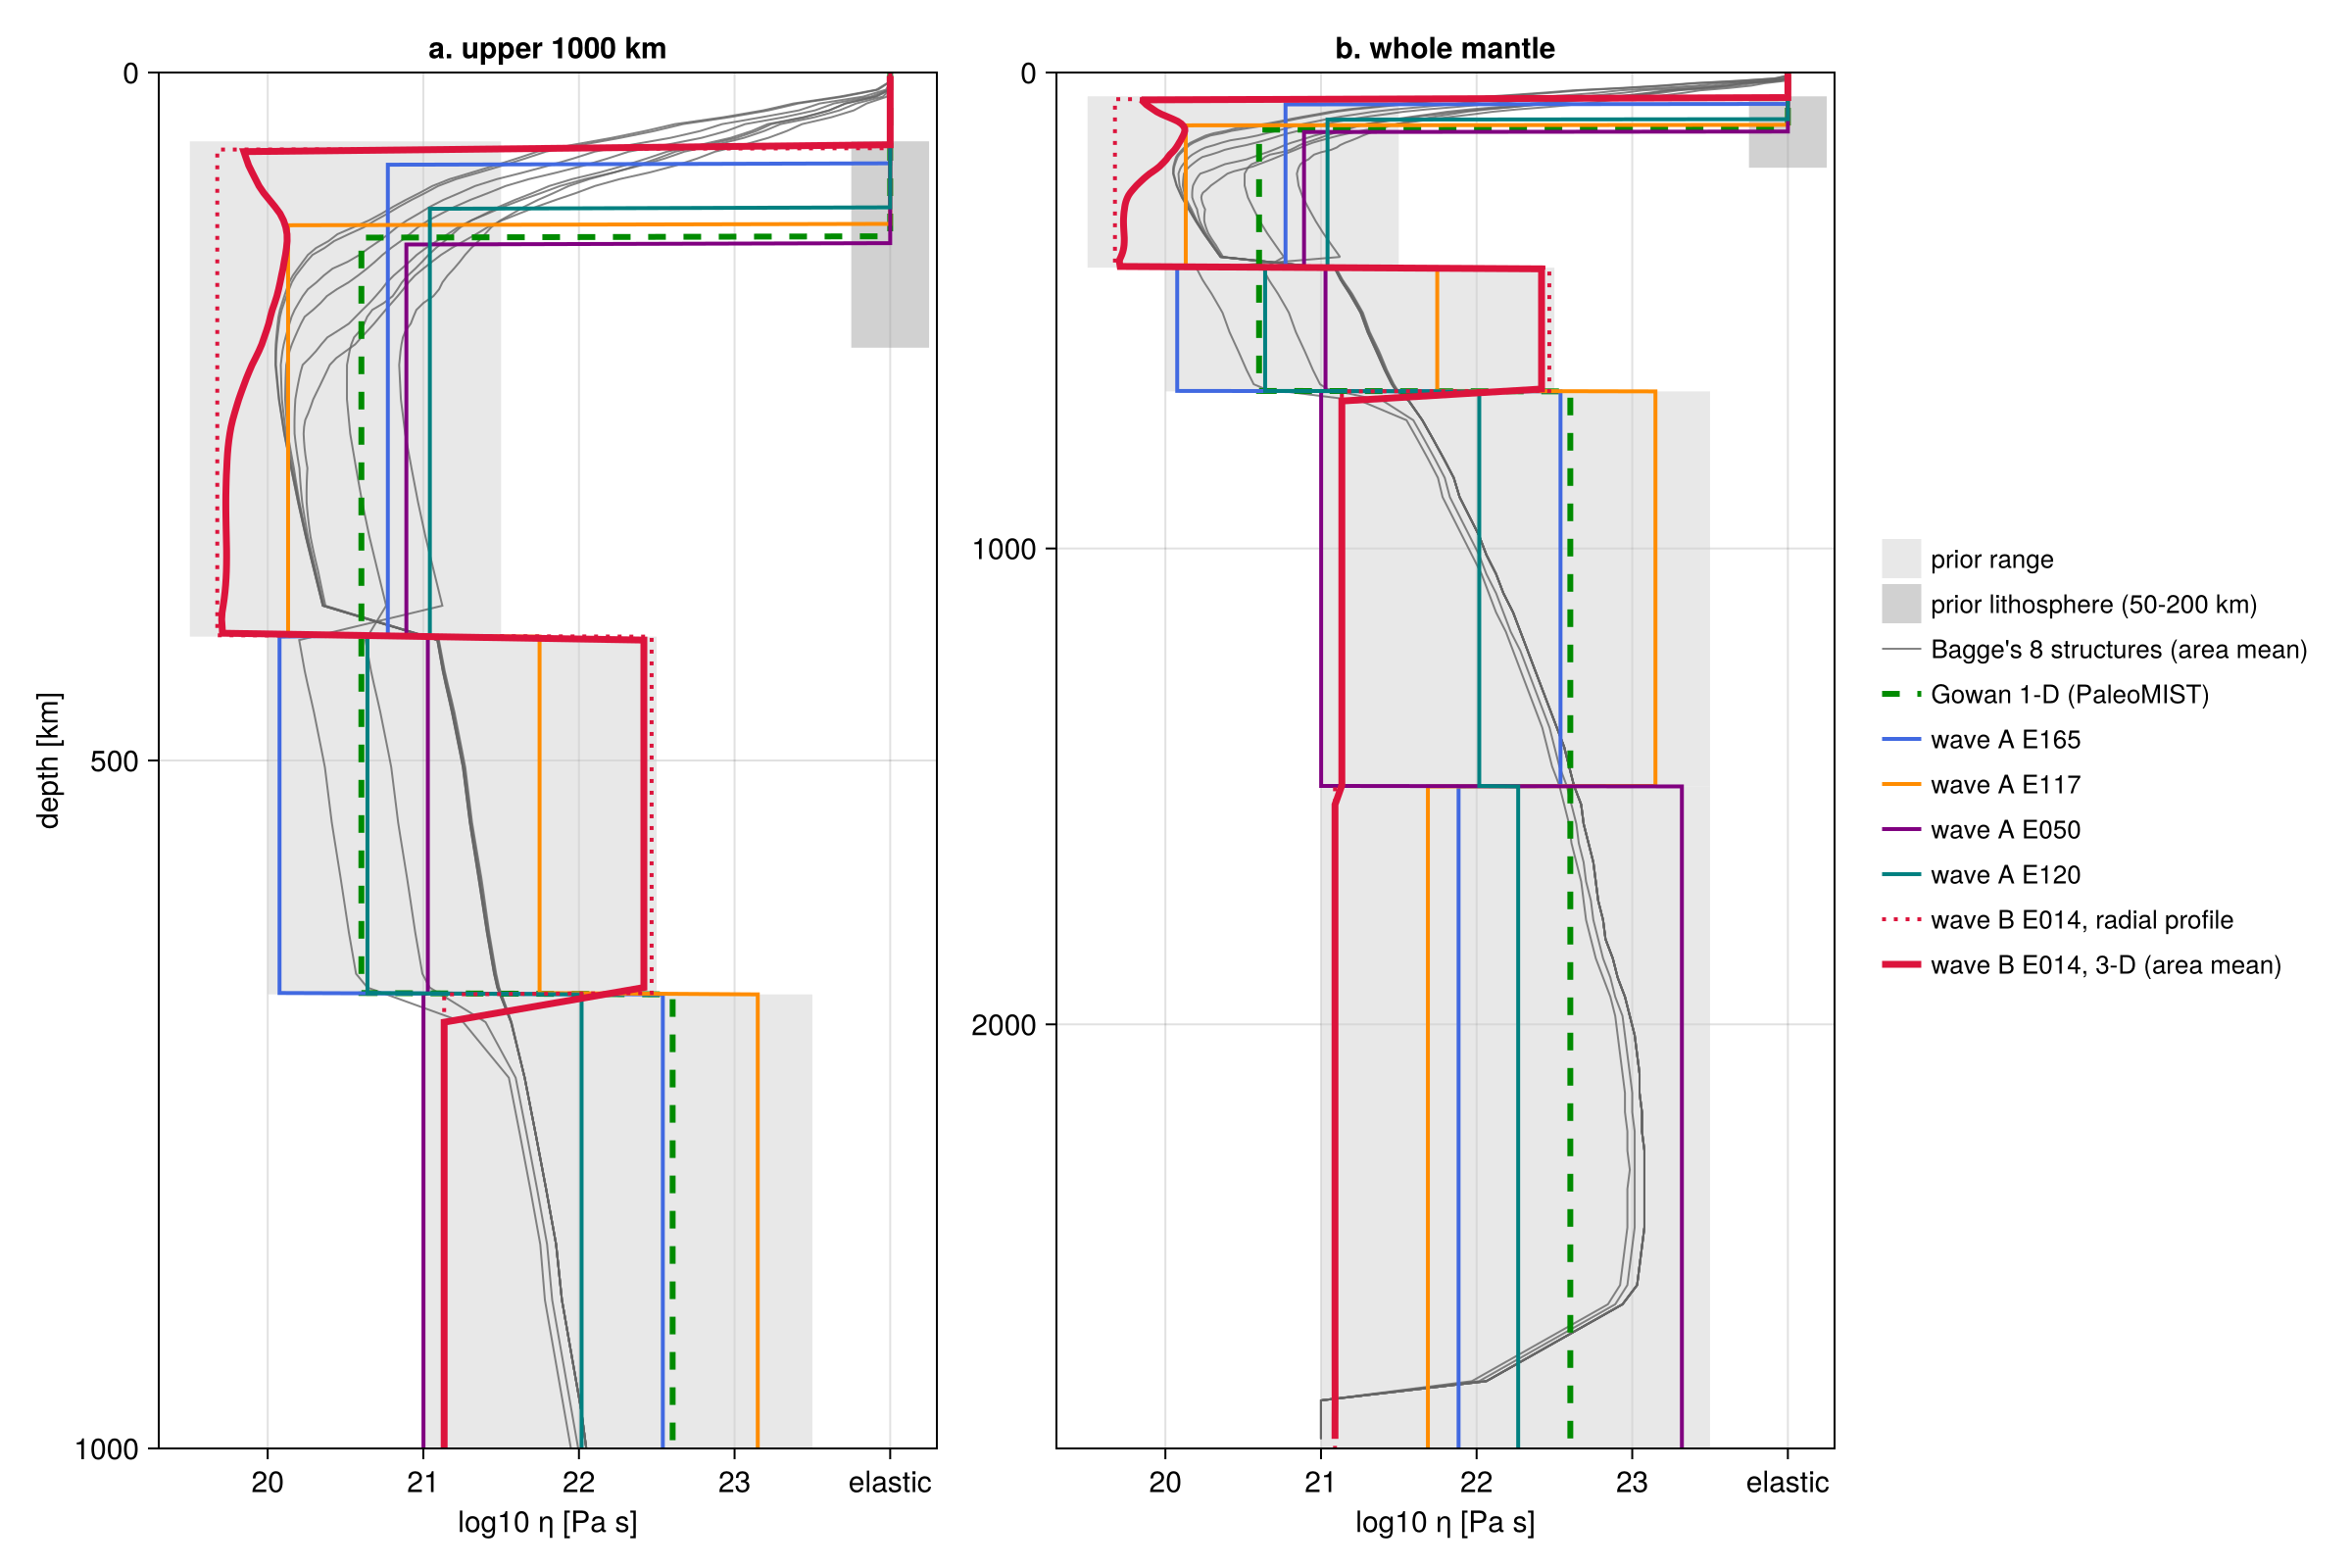 a. upper 1000 km
b. whole mantle
0
500
1000
depth [km]
20
21
22
23
elastic
log10 η [Pa s]
0
1000
2000
20
21
22
23
elastic
log10 η [Pa s]
prior range
prior lithosphere (50-200 km)
Bagge's 8 structures (area mean)
Gowan 1-D (PaleoMIST)
wave A E165
wave A E117
wave A E050
wave A E120
wave B E014, radial profile
wave B E014, 3-D (area mean)